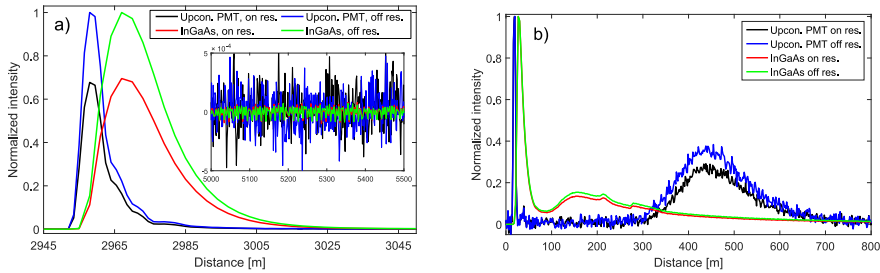 a)
Upcon. PMT, on res.
InGaAs, on res.
Upcon. PMT, off res.
InGaAs, off res.
Normalized intensity
1
0.8
0.6
0.4
0.2
0
2945
2965
2985
3005
3025
3045
Distance [m]
5 × 10⁻⁴
0
-5
5000
5100
5200
5300
5400
5500
b)
Upcon. PMT on res.
Upcon. PMT off res.
InGaAs on res.
InGaAs off res.
Normalized intensity
1
0.8
0.6
0.4
0.2
0
0
100
200
300
400
500
600
700
800
Distance [m]